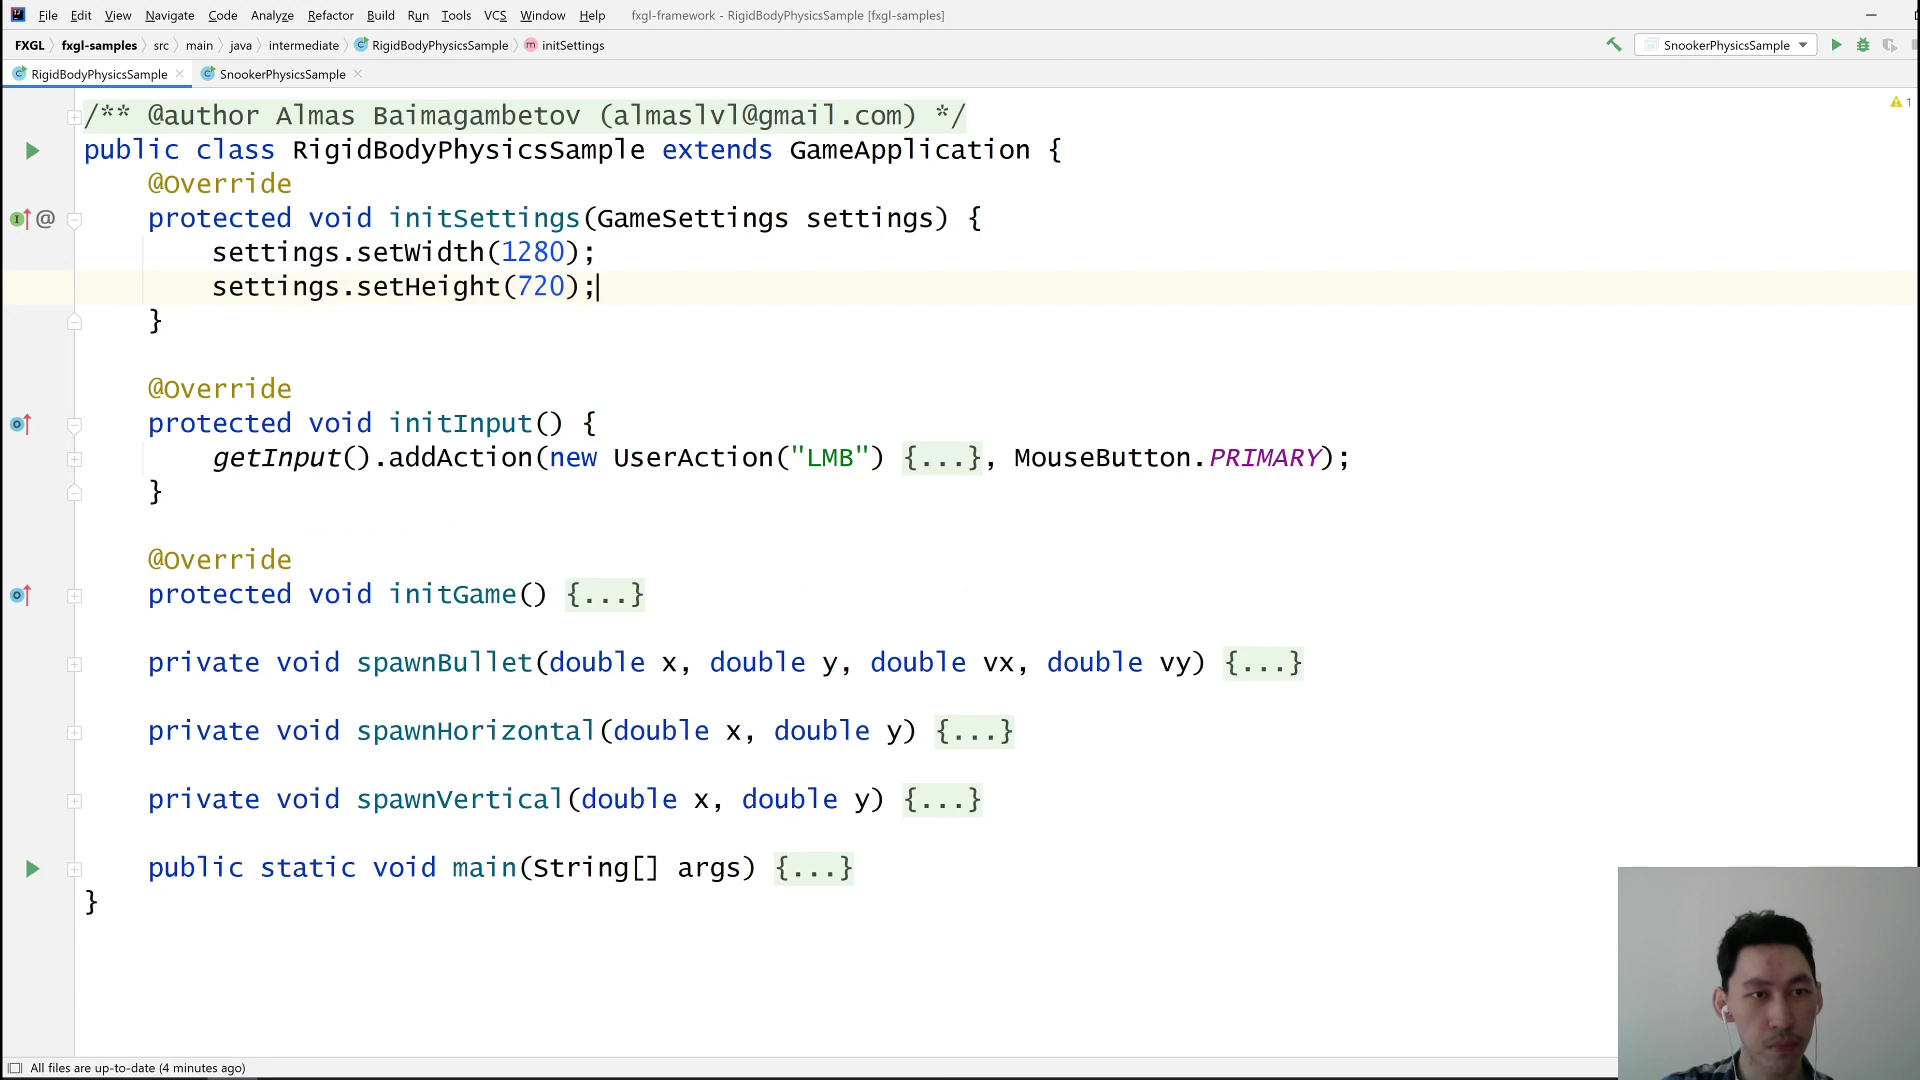 File Edit View Navigate Code Analyze Refactor Build Run Tools VCS Window Help fxgl-framework - RigidBodyPhysicsSample [fxgl-samples]
FXGL fxgl-samples src main java intermediate RigidBodyPhysicsSample initSettings SnookerPhysicsSample
RigidBodyPhysicsSample SnookerPhysicsSample
/** @author Almas Baimagambetov (almaslvl@gmail.com) */ 1
public class RigidBodyPhysicsSample extends GameApplication {
@Override
protected void initSettings(GameSettings settings) {
settings.setWidth(1280);
settings.setHeight(720);
}
@Override
protected void initInput() {
getInput().addAction(new UserAction("LMB") {...}, MouseButton.PRIMARY);
}
@Override
protected void initGame() {...}
private void spawnBullet(double x, double y, double vx, double vy) {...}
private void spawnHorizontal(double x, double y) {...}
private void spawnVertical(double x, double y) {...}
public static void main(String[] args) {...}
}
All files are up-to-date (4 minutes ago)